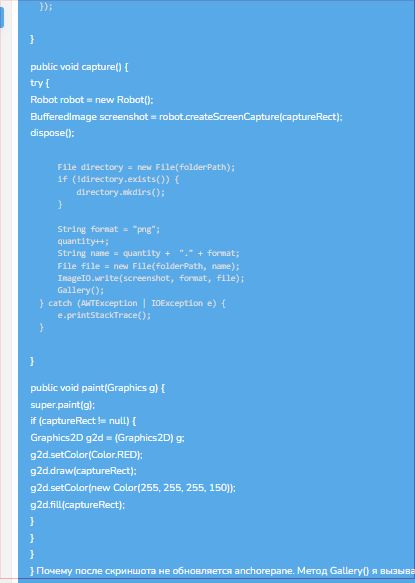 });
}
public void capture() {
try {
Robot robot = new Robot();
BufferedImage screenshot = robot.createScreenCapture(captureRect);
dispose();
File directory = new File(folderPath);
if (!directory.exists()) {
directory.mkdirs();
}
String format = "png";
quantity++;
String name = quantity +  "." + format;
File file = new File(folderPath, name);
ImageIO.write(screenshot, format, file);
Gallery();
} catch (AWTException | IOException e) {
e.printStackTrace();
}
}
public void paint(Graphics g) {
super.paint(g);
if (captureRect != null) {
Graphics2D g2d = (Graphics2D) g;
g2d.setColor(Color.RED);
g2d.draw(captureRect);
g2d.setColor(new Color(255, 255, 255, 150));
g2d.fill(captureRect);
}
}
}
} Почему после скриншота не обновляется anchorepane. Метод Gallery() я вызыва